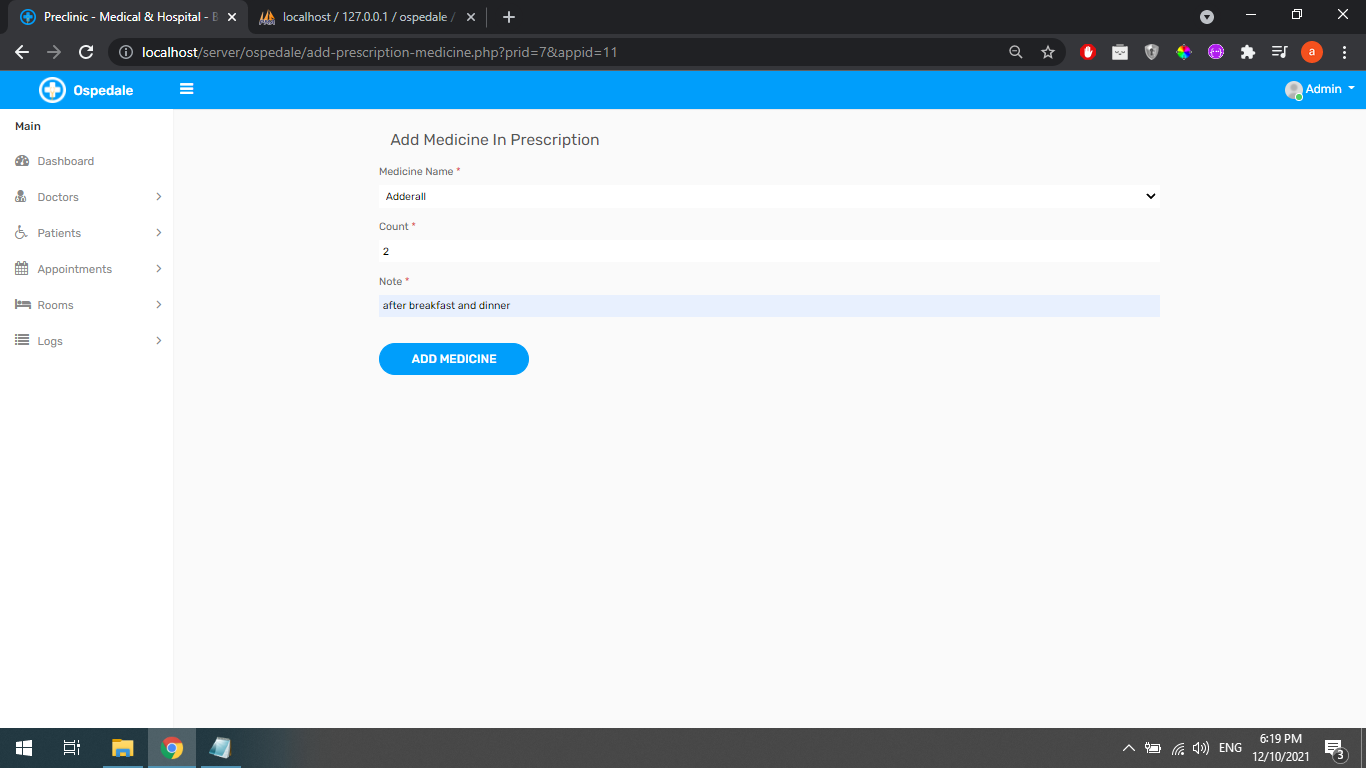 Preclinic - Medical & Hospital - B
localhost / 127.0.0.1 / ospedale /
localhost/server/ospedale/add-prescription-medicine.php?prid=7&appid=11
a
Ospedale
Admin
Main
Dashboard
Doctors
Patients
Appointments
Rooms
Logs
Add Medicine In Prescription
Medicine Name *
Adderall
Count *
2
Note *
after breakfast and dinner
ADD MEDICINE
ENG
6:19 PM
12/10/2021
3